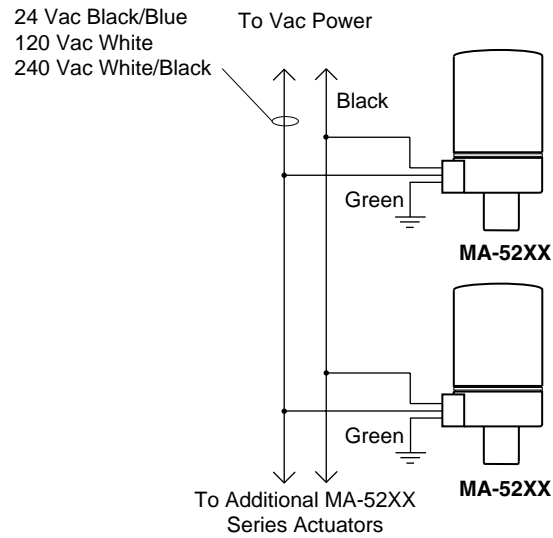 24 Vac Black/Blue
120 Vac White
240 Vac White/Black
To Vac Power
Black
Green
MA-52XX
Green
MA-52XX
To Additional MA-52XX
Series Actuators